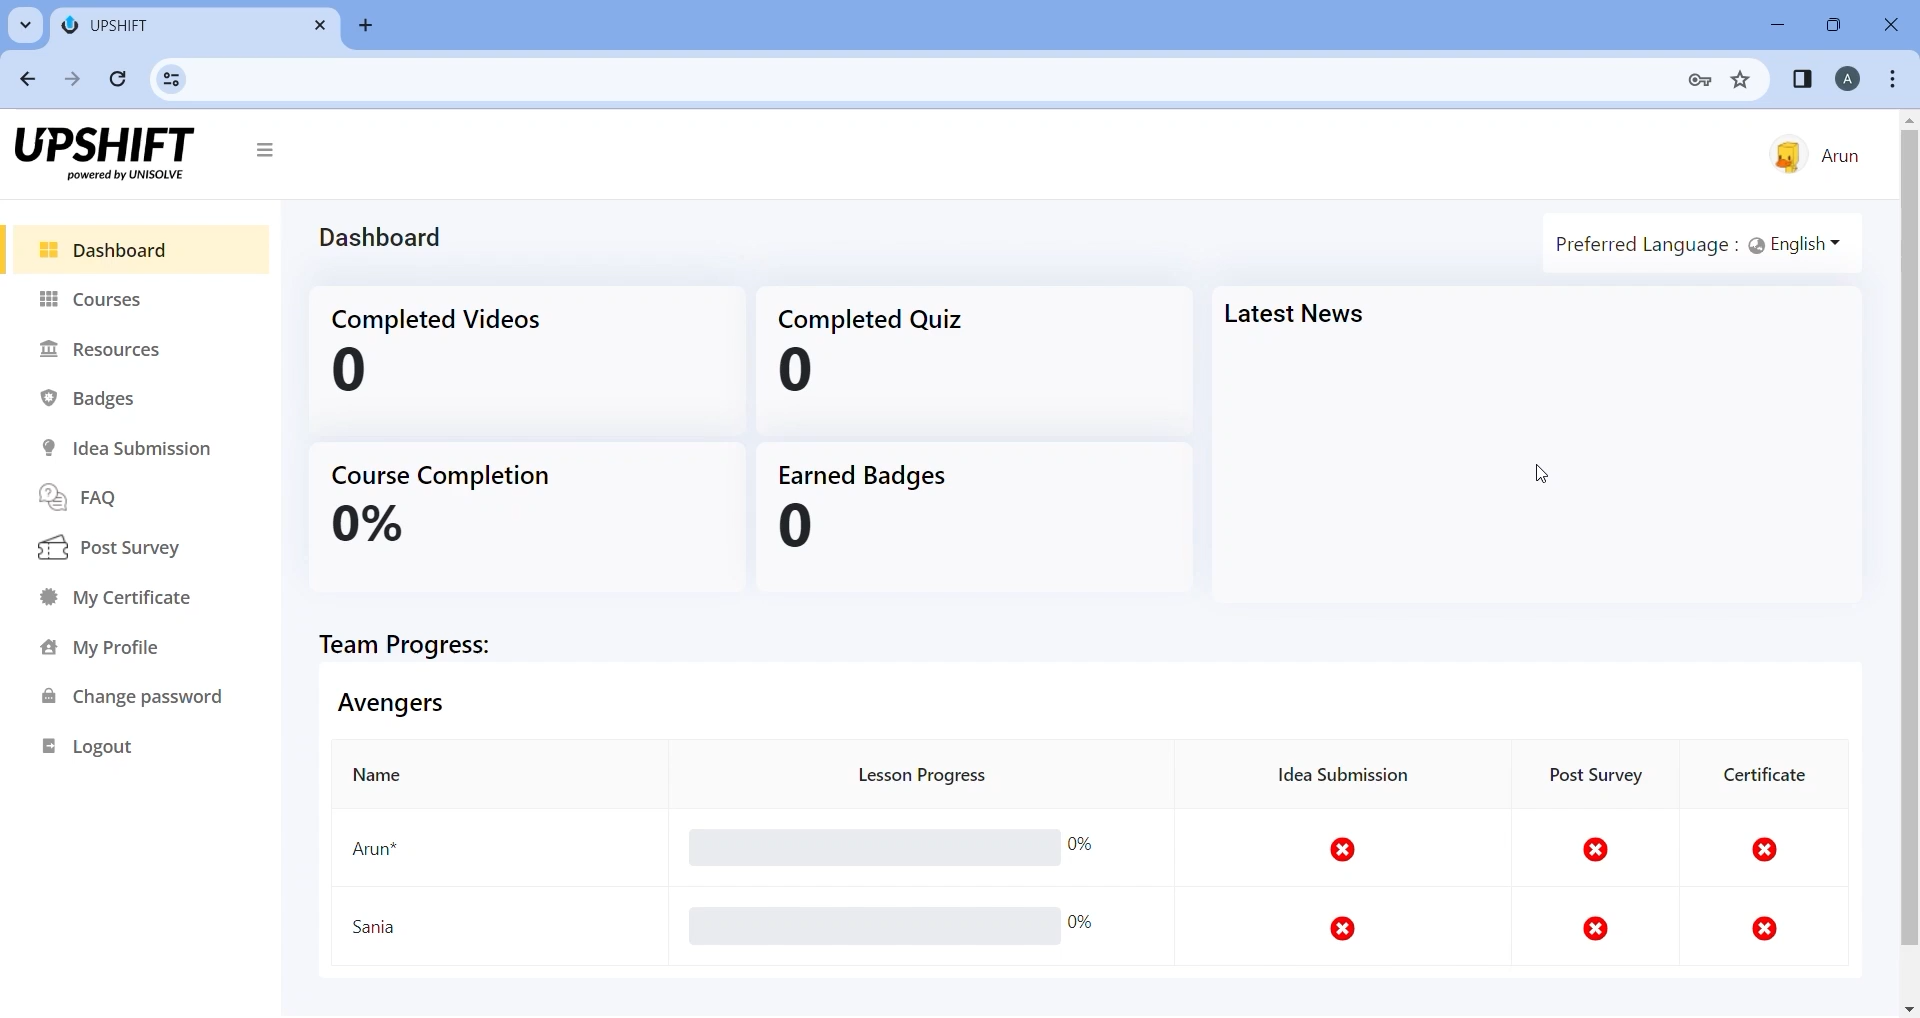 UPSHIFT
A
UPSHIFT
powered by UNISOLVE
Arun
Dashboard
Courses
Resources
Badges
Idea Submission
FAQ
Post Survey
My Certificate
My Profile
Change password
Logout
Dashboard
Preferred Language : English
Completed Videos
0
Completed Quiz
0
Latest News
Course Completion
0%
Earned Badges
0
Team Progress:
Avengers
Name Lesson Progress Idea Submission Post Survey Certificate
Arun* 0%
Sania 0%